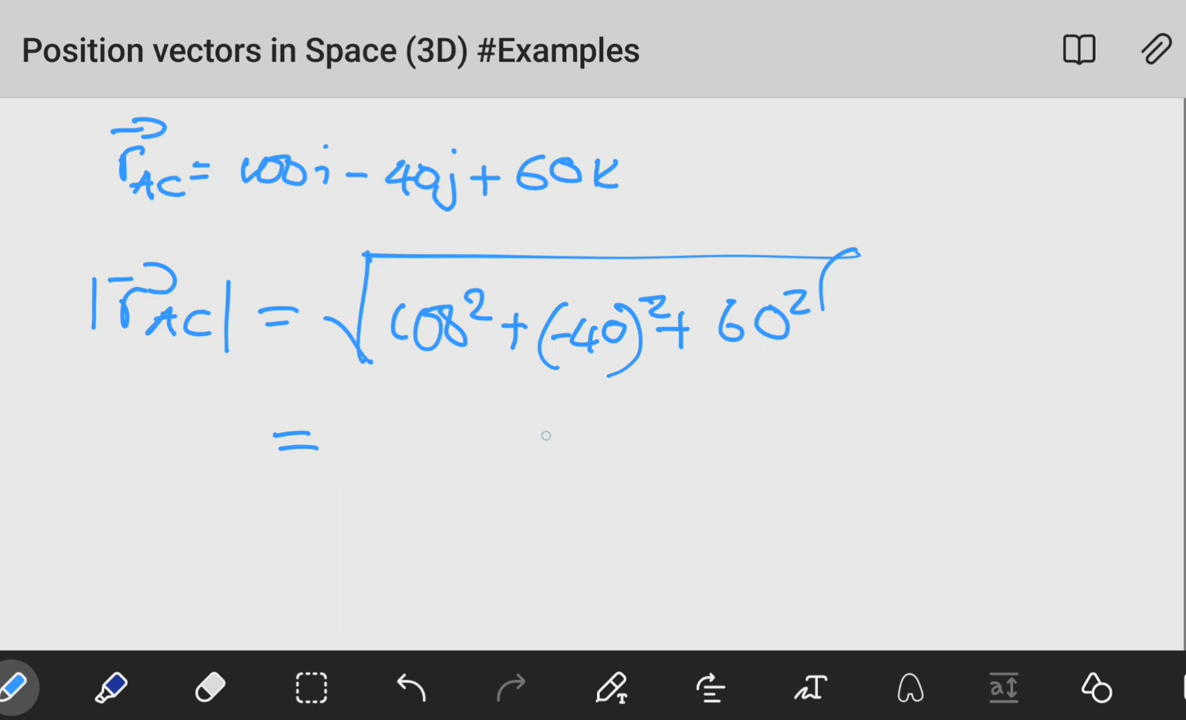 Position vectors in Space (3D) #Examples
r⃗AC = 100i - 40j + 60k
|r⃗AC| = √(100² + (-40)² + 60²)
=